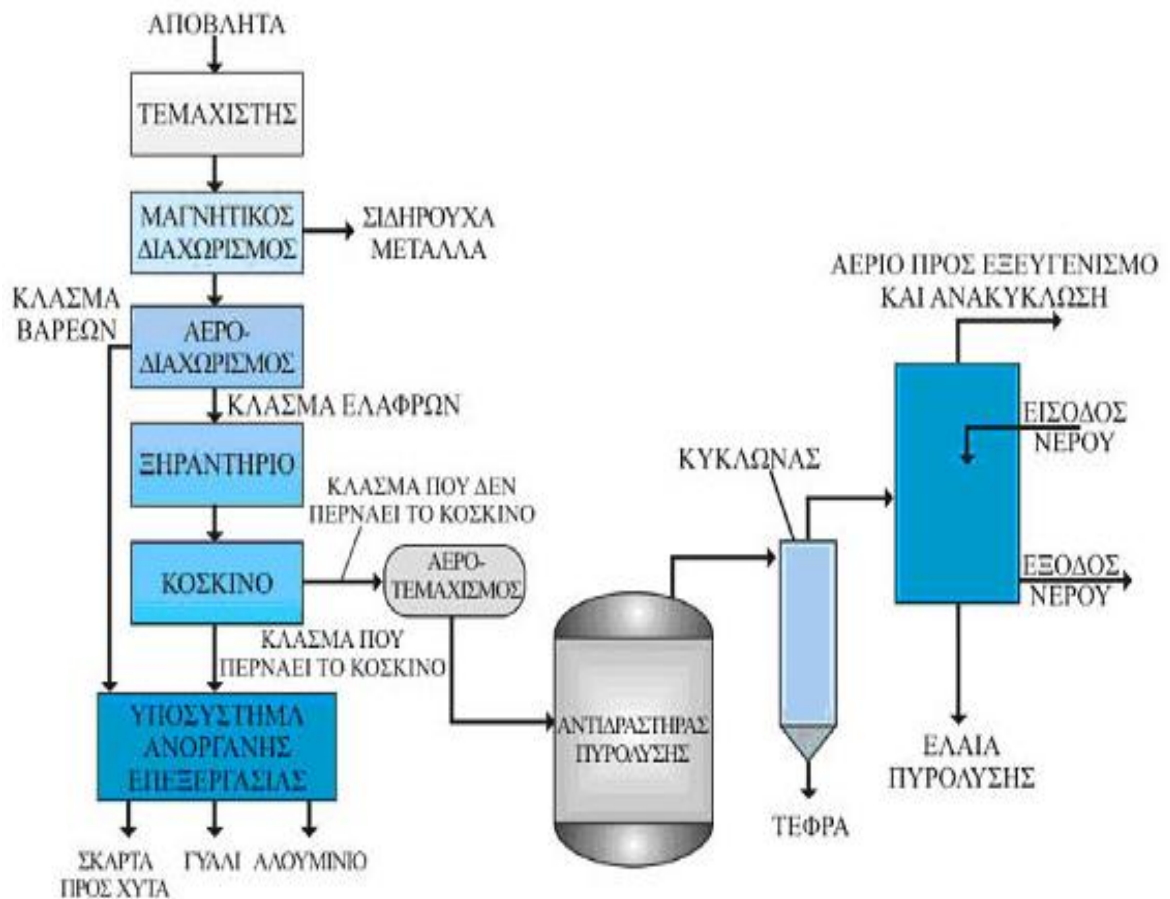 ΑΠΟΒΛΗΤΑ
ΤΕΜΑΧΙΣΤΗΣ
ΜΑΓΝΗΤΙΚΟΣ
ΔΙΑΧΩΡΙΣΜΟΣ
ΣΙΔΗΡΟΥΧΑ
ΜΕΤΑΛΛΑ
ΚΛΑΣΜΑ
ΒΑΡΕΩΝ
ΑΕΡΟ-
ΔΙΑΧΩΡΙΣΜΟΣ
ΚΛΑΣΜΑ ΕΛΑΦΡΩΝ
ΞΗΡΑΝΤΗΡΙΟ
ΚΛΑΣΜΑ ΠΟΥ ΔΕΝ
ΠΕΡΝΑΕΙ ΤΟ ΚΟΣΚΙΝΟ
ΚΟΣΚΙΝΟ
ΑΕΡΟ-
ΤΕΜΑΧΙΣΜΟΣ
ΚΛΑΣΜΑ ΠΟΥ
ΠΕΡΝΑΕΙ ΤΟ ΚΟΣΚΙΝΟ
ΥΠΟΣΥΣΤΗΜΑ
ΑΝΟΡΓΑΝΗΣ
ΕΠΕΞΕΡΓΑΣΙΑΣ
ΣΚΑΡΤΑ
ΠΡΟΣ ΧΥΤΑ
ΓΥΑΛΙ
ΑΛΟΥΜΙΝΙΟ
ΑΝΤΙΔΡΑΣΤΗΡΑΣ
ΠΥΡΟΛΥΣΗΣ
ΚΥΚΛΩΝΑΣ
ΤΕΦΡΑ
ΑΕΡΙΟ ΠΡΟΣ ΕΞΕΥΓΕΝΙΣΜΟ
ΚΑΙ ΑΝΑΚΥΚΛΩΣΗ
ΕΙΣΟΔΟΣ
ΝΕΡΟΥ
ΕΞΟΔΟΣ
ΝΕΡΟΥ
ΕΛΑΙΑ
ΠΥΡΟΛΥΣΗΣ